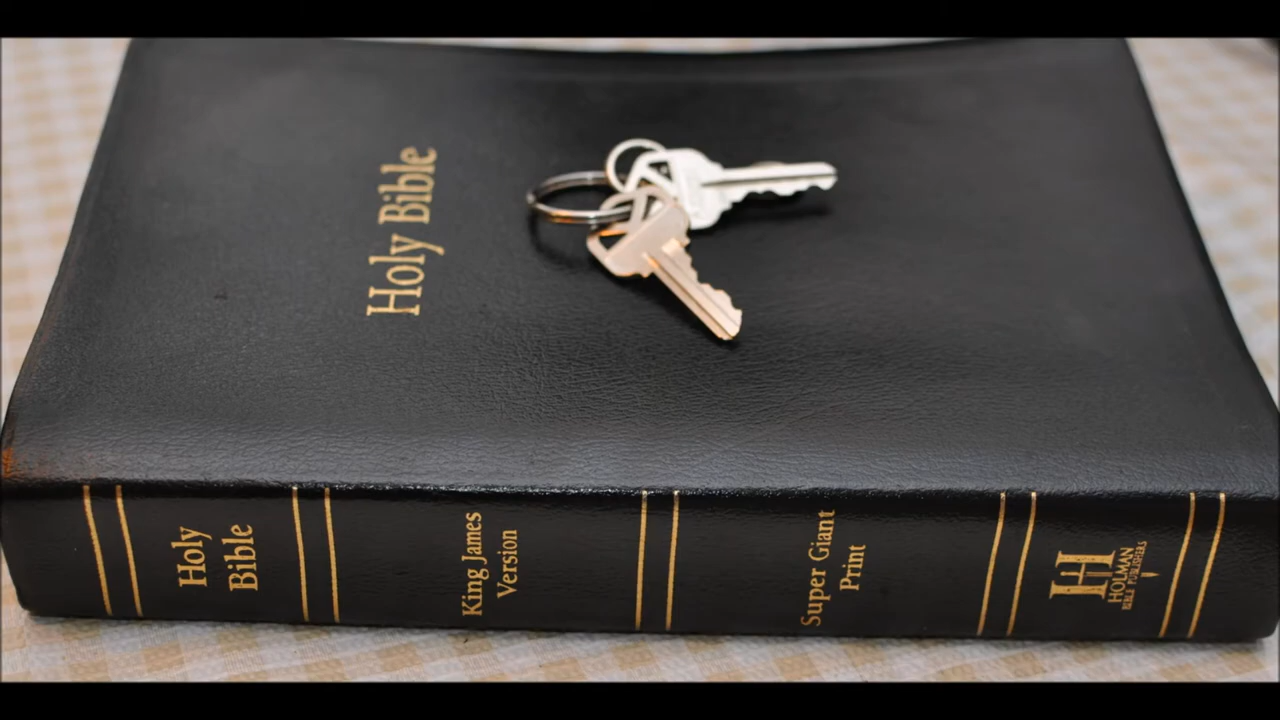 Holy Bible
Holy
Bible
King James
Version
Super Giant
Print
HOLMAN
BIBLE PUBLISHERS